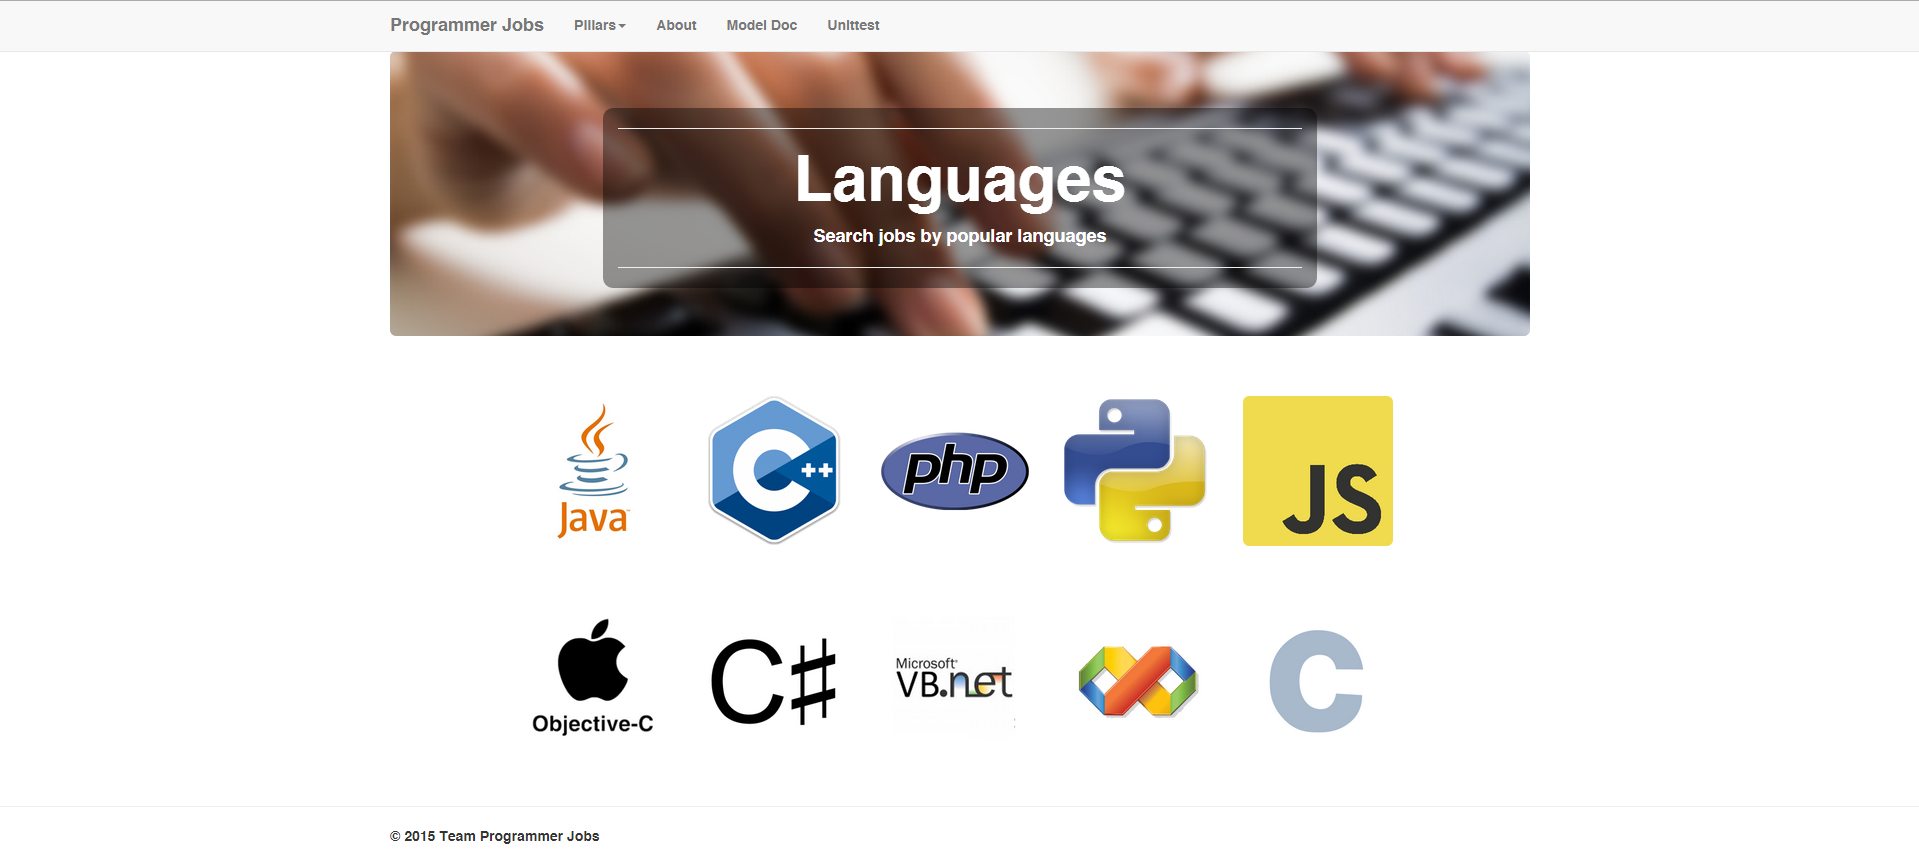 Programmer Jobs Pillars About Model Doc Unittest
Languages
Search jobs by popular languages
Java
C++
php
JS
Objective-C
C#
Microsoft
VB.net
C
© 2015 Team Programmer Jobs